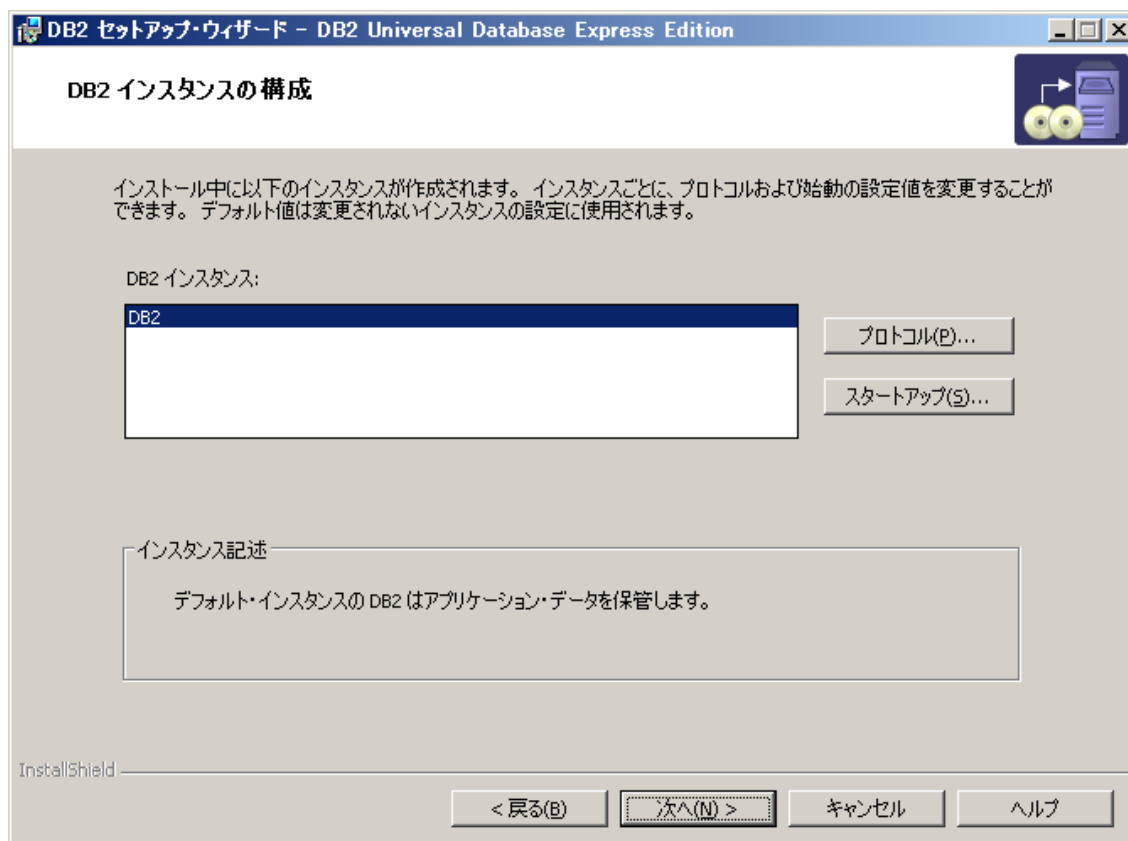 DB2 セットアップ・ウィザード - DB2 Universal Database Express Edition
DB2 インスタンスの構成
インストール中に以下のインスタンスが作成されます。 インスタンスごとに、プロトコルおよび始動の設定値を変更することが
できます。 デフォルト値は変更されないインスタンスの設定に使用されます。
DB2 インスタンス:
DB2
プロトコル(P)...
スタートアップ(S)...
インスタンス記述
デフォルト・インスタンスの DB2 はアプリケーション・データを保管します。
InstallShield
< 戻る(B)
次へ(N) >
キャンセル
ヘルプ